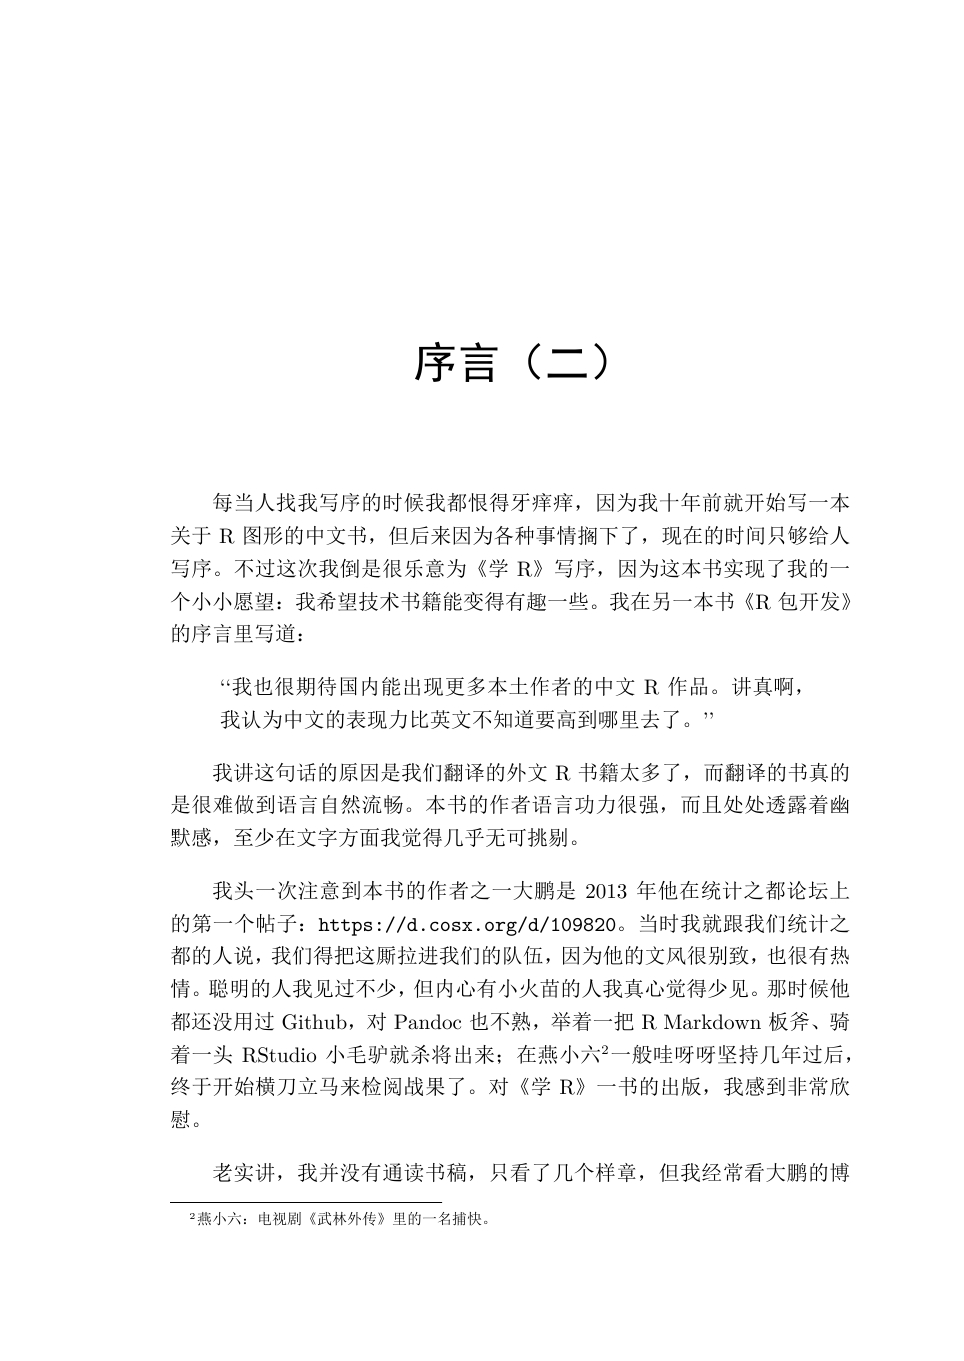 序言（二）
每当人找我写序的时候我都恨得牙痒痒，因为我十年前就开始写一本
关于 R 图形的中文书，但后来因为各种事情搁下了，现在的时间只够给人
写序。不过这次我倒是很乐意为《学 R》写序，因为这本书实现了我的一
个小小愿望：我希望技术书籍能变得有趣一些。我在另一本书《R 包开发》
的序言里写道：
“我也很期待国内能出现更多本土作者的中文 R 作品。讲真啊，
我认为中文的表现力比英文不知道要高到哪里去了。”
我讲这句话的原因是我们翻译的外文 R 书籍太多了，而翻译的书真的
是很难做到语言自然流畅。本书的作者语言功力很强，而且处处透露着幽
默感，至少在文字方面我觉得几乎无可挑剔。
我头一次注意到本书的作者之一大鹏是 2013 年他在统计之都论坛上
的第一个帖子：https://d.cosx.org/d/109820。当时我就跟我们统计之
都的人说，我们得把这厮拉进我们的队伍，因为他的文风很别致，也很有热
情。聪明的人我见过不少，但内心有小火苗的人我真心觉得少见。那时候他
都还没用过 Github，对 Pandoc 也不熟，举着一把 R Markdown 板斧、骑
着一头 RStudio 小毛驴就杀将出来；在燕小六²一般哇呀呀坚持几年过后，
终于开始横刀立马来检阅战果了。对《学 R》一书的出版，我感到非常欣
慰。
老实讲，我并没有通读书稿，只看了几个样章，但我经常看大鹏的博
²燕小六：电视剧《武林外传》里的一名捕快。